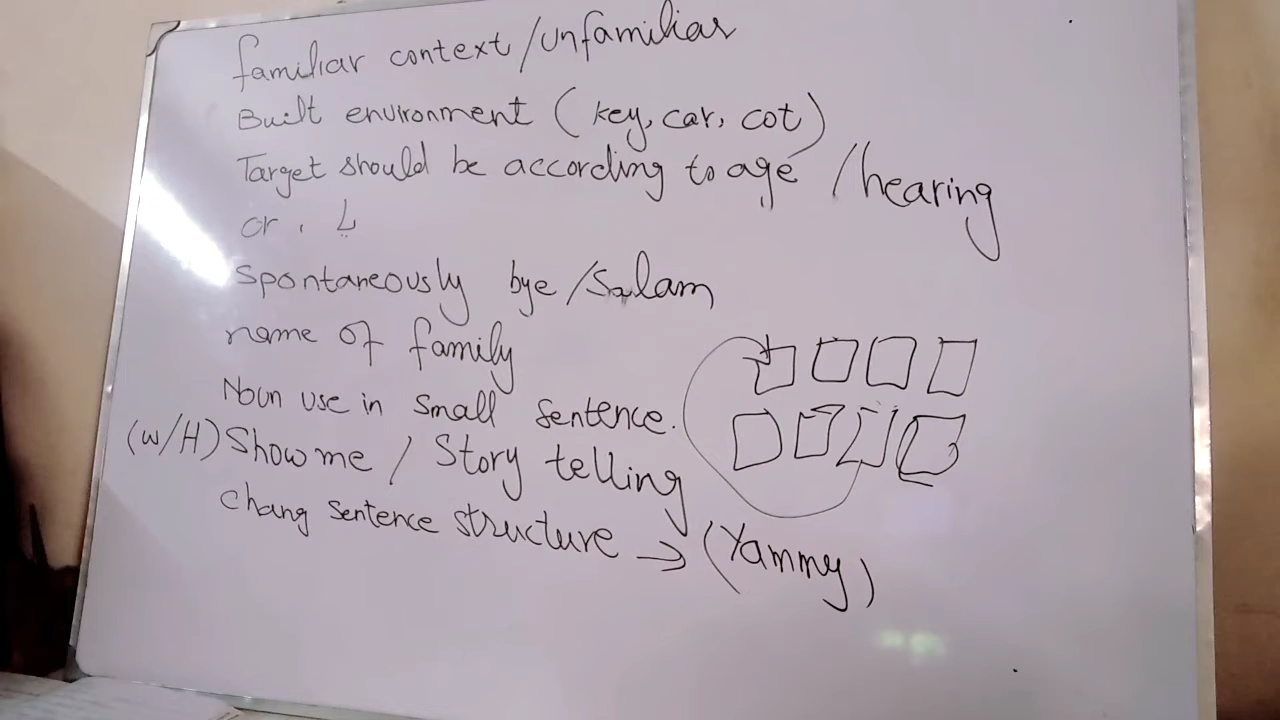 familiar context / unfamiliar
Built environment (key, car, cot)
Target should be according to age / hearing
or . یا
Spontaneously bye / Salam
name of family
Noun use in small sentence.
(w/H) Show me / Story telling
chang sentence structure → (Yammy)